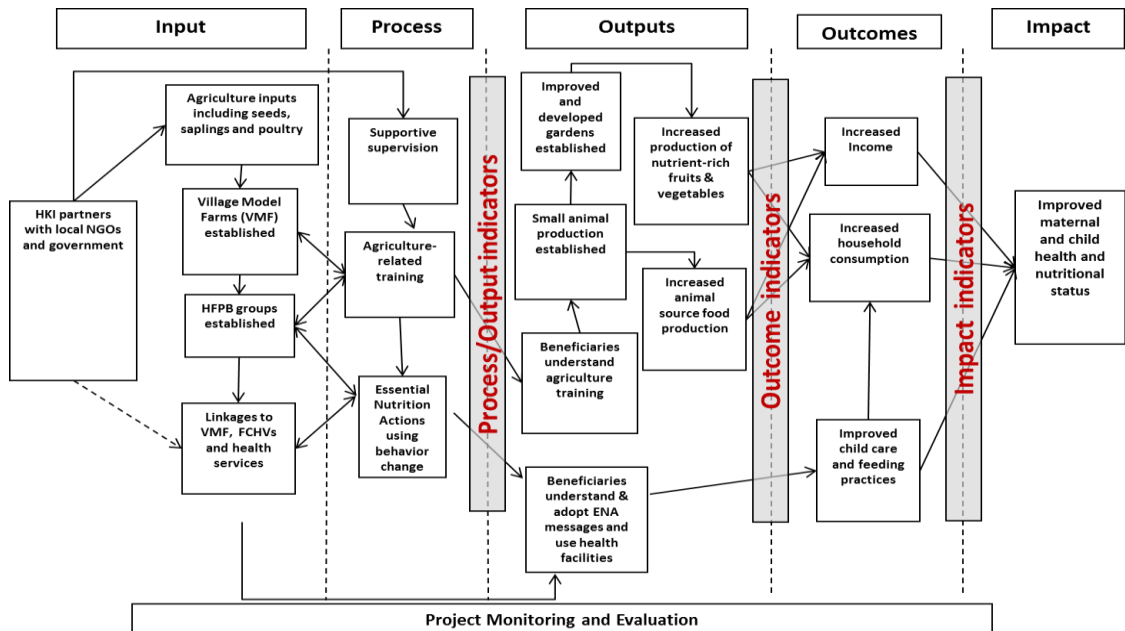 Input
Process
Outputs
Outcomes
Impact
HKI partners
with local NGOs
and government
Agriculture inputs
including seeds,
saplings and poultry
Village Model
Farms (VMF)
established
HFPB groups
established
Linkages to
VMF, FCHVs
and health
services
Supportive
supervision
Agriculture-
related
training
Essential
Nutrition
Actions
using
behavior
change
Process/Output indicators
Improved
and
developed
gardens
established
Small animal
production
established
Beneficiaries
understand
agriculture
training
Beneficiaries
understand &
adopt ENA
messages and
use health
facilities
Increased
production of
nutrient-rich
fruits &
vegetables
Increased
animal
source food
production
Outcome indicators
Increased
Income
Increased
household
consumption
Improved
child care
and feeding
practices
Impact indicators
Improved
maternal
and child
health and
nutritional
status
Project Monitoring and Evaluation